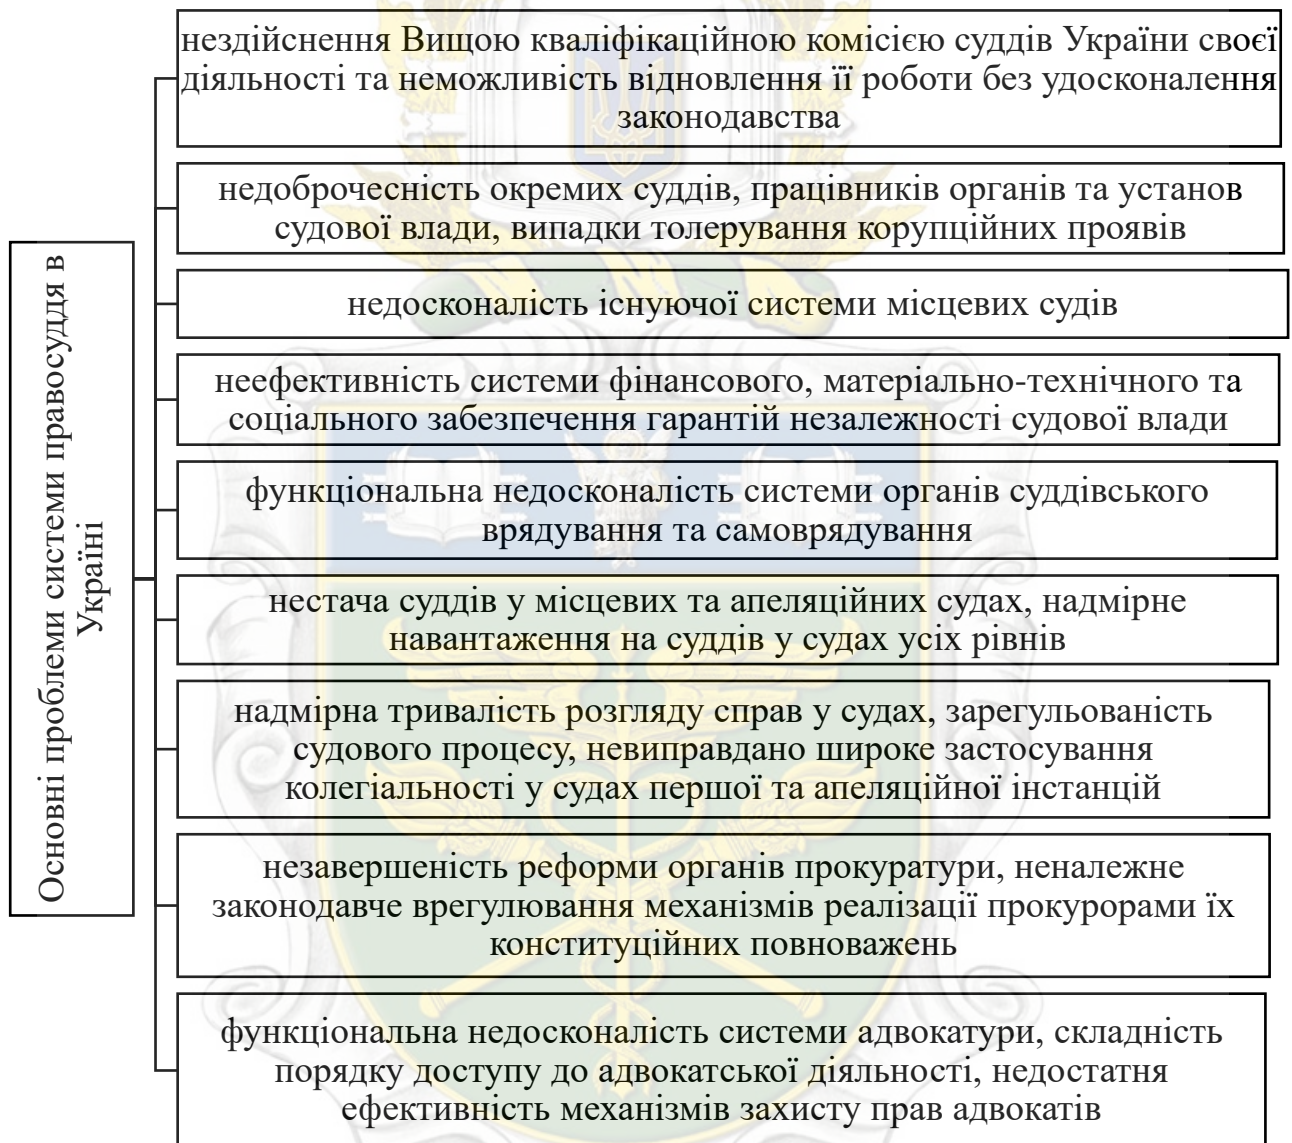 Основні проблеми системи правосуддя в
Україні
нездійснення Вищою кваліфікаційною комісією суддів України своєї
діяльності та неможливість відновлення її роботи без удосконалення
законодавства
недоброчесність окремих суддів, працівників органів та установ
судової влади, випадки толерування корупційних проявів
недосконалість існуючої системи місцевих судів
неефективність системи фінансового, матеріально-технічного та
соціального забезпечення гарантій незалежності судової влади
функціональна недосконалість системи органів суддівського
врядування та самоврядування
нестача суддів у місцевих та апеляційних судах, надмірне
навантаження на суддів у судах усіх рівнів
надмірна тривалість розгляду справ у судах, зарегульованість
судового процесу, невиправдано широке застосування
колегіальності у судах першої та апеляційної інстанцій
незавершеність реформи органів прокуратури, неналежне
законодавче врегулювання механізмів реалізації прокурорами їх
конституційних повноважень
функціональна недосконалість системи адвокатури, складність
порядку доступу до адвокатської діяльності, недостатня
ефективність механізмів захисту прав адвокатів